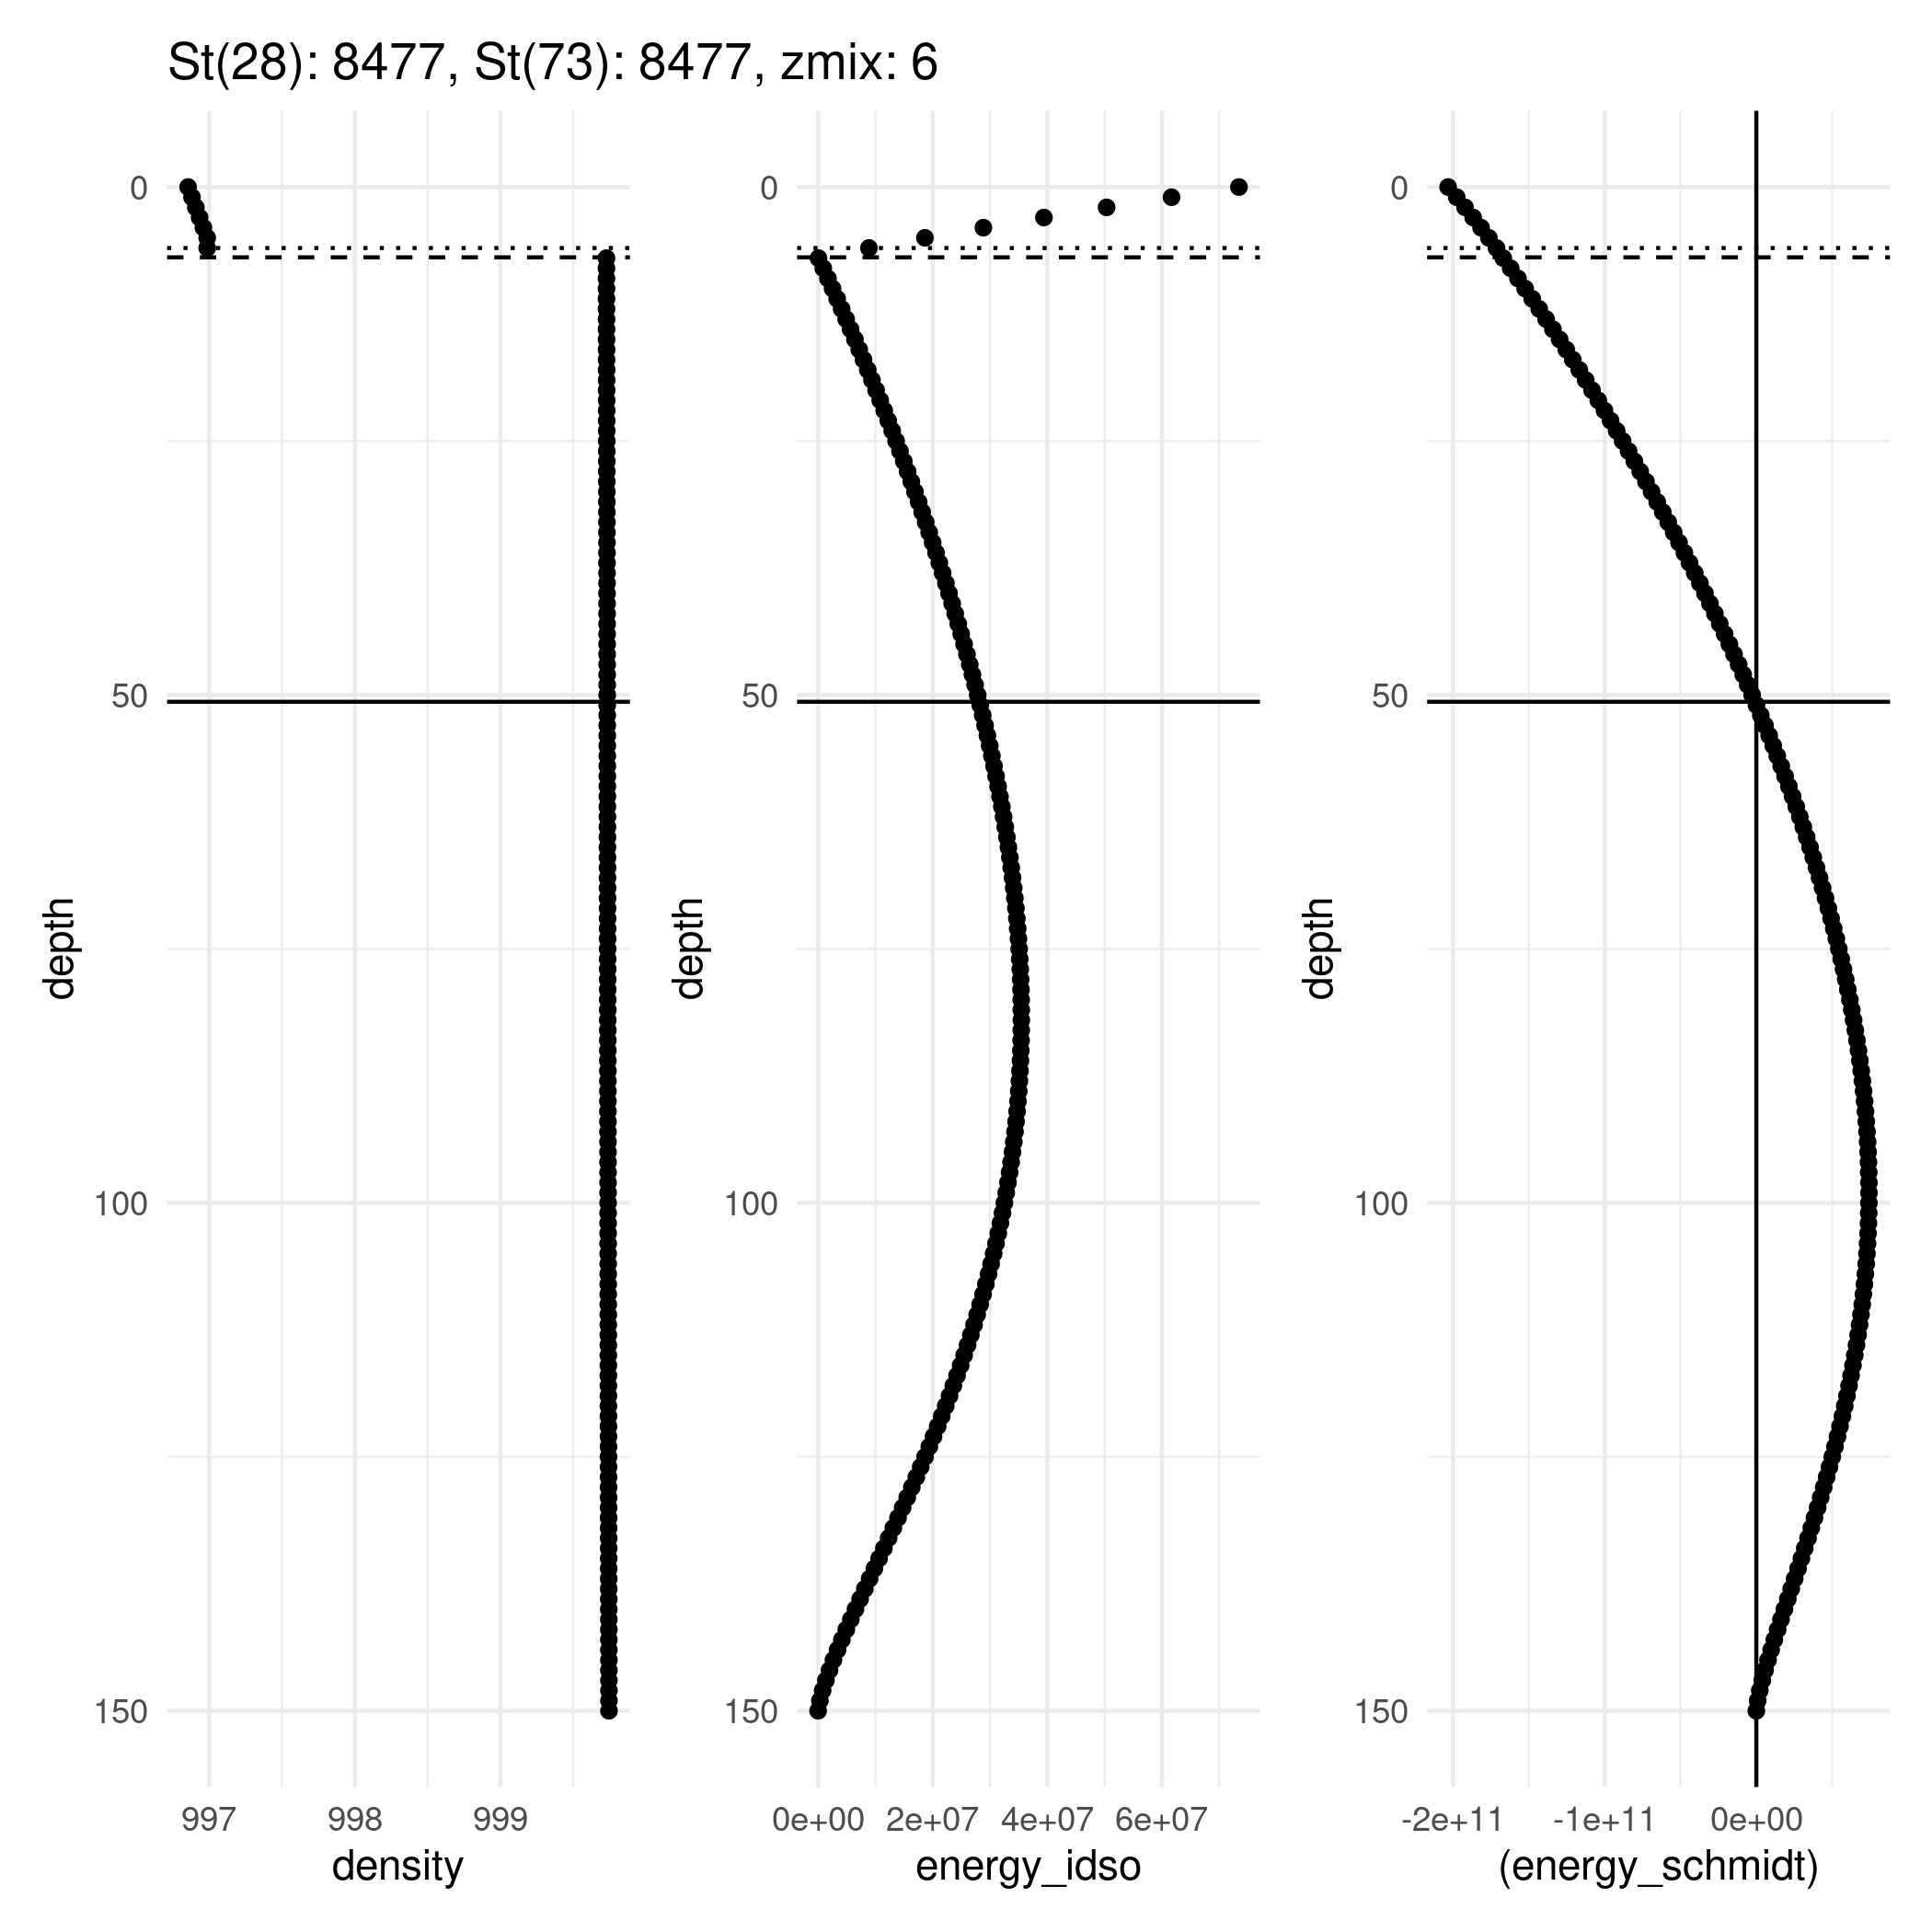 St(28): 8477, St(73): 8477, zmix: 6
0
50
100
150
depth
997 998 999
density
0
50
100
150
depth
0e+00 2e+07 4e+07 6e+07
energy_idso
0
50
100
150
depth
-2e+11 -1e+11 0e+00
(energy_schmidt)